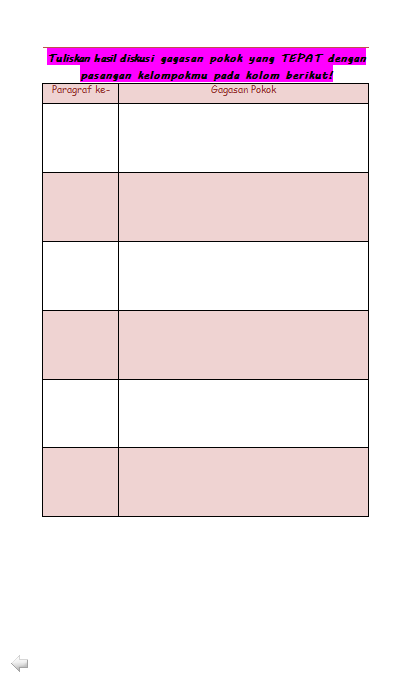 Tuliskan hasil diskusi gagasan pokok yang TEPAT dengan
pasangan kelompokmu pada kolom berikut!
Paragraf ke- Gagasan Pokok